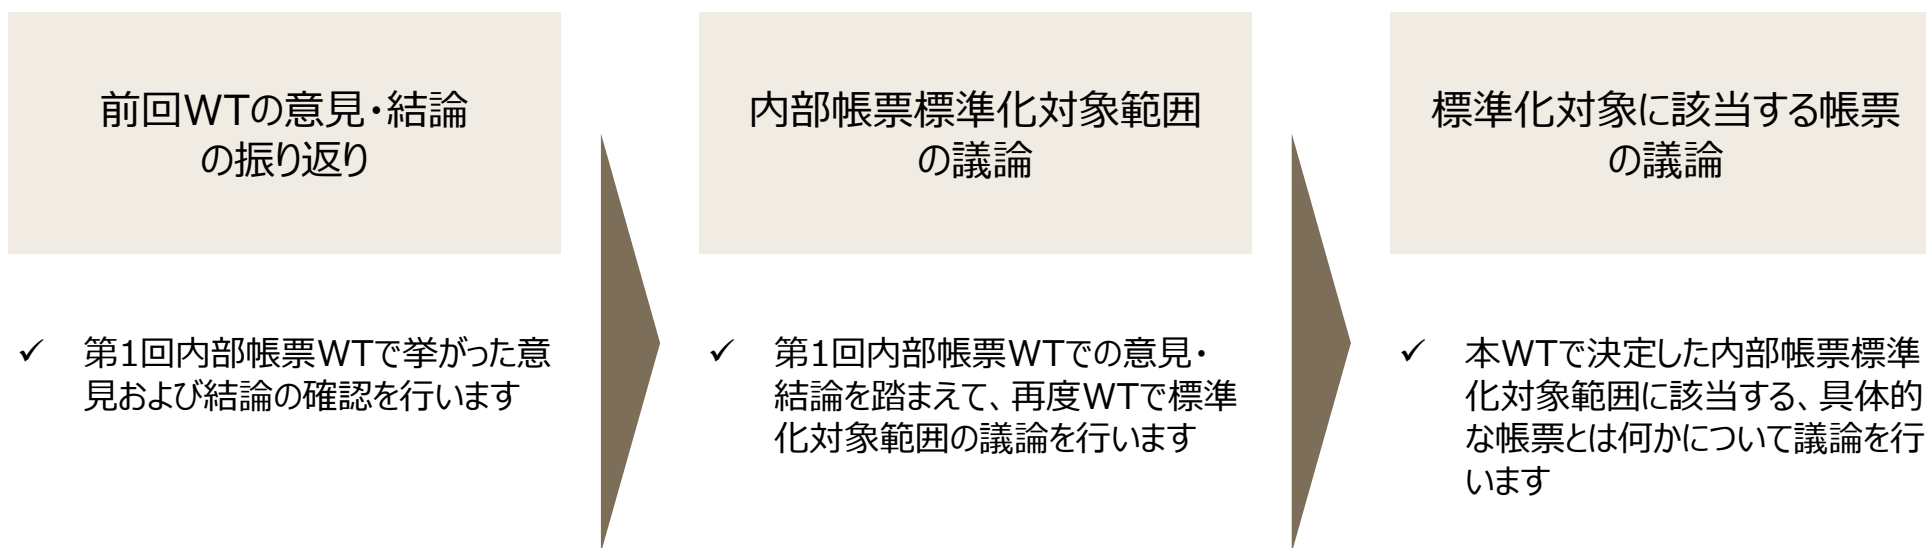 前回WTの意見・結論
の振り返り
✓ 第1回内部帳票WTで挙がった意
見および結論の確認を行います
内部帳票標準化対象範囲
の議論
✓ 第1回内部帳票WTでの意見・
結論を踏まえて、再度WTで標準
化対象範囲の議論を行います
標準化対象に該当する帳票
の議論
✓ 本WTで決定した内部帳票標準
化対象範囲に該当する、具体的
な帳票とは何かについて議論を行
います